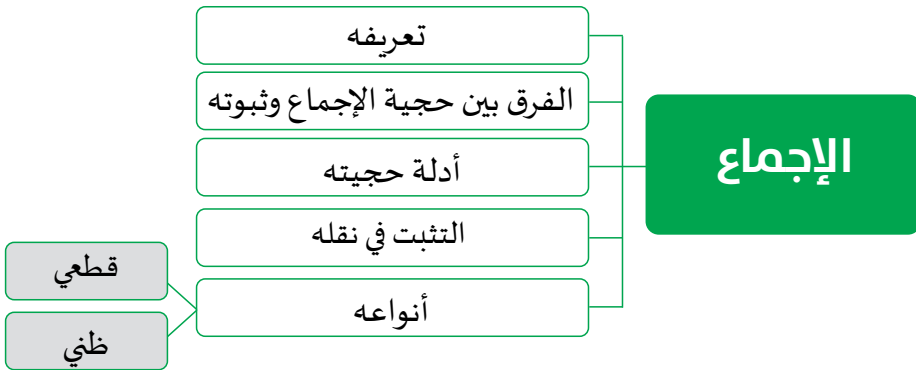 الإجماع
تعريفه
الفرق بين حجية الإجماع وثبوته
أدلة حجيته
التثبت في نقله
أنواعه
قطعي
ظني